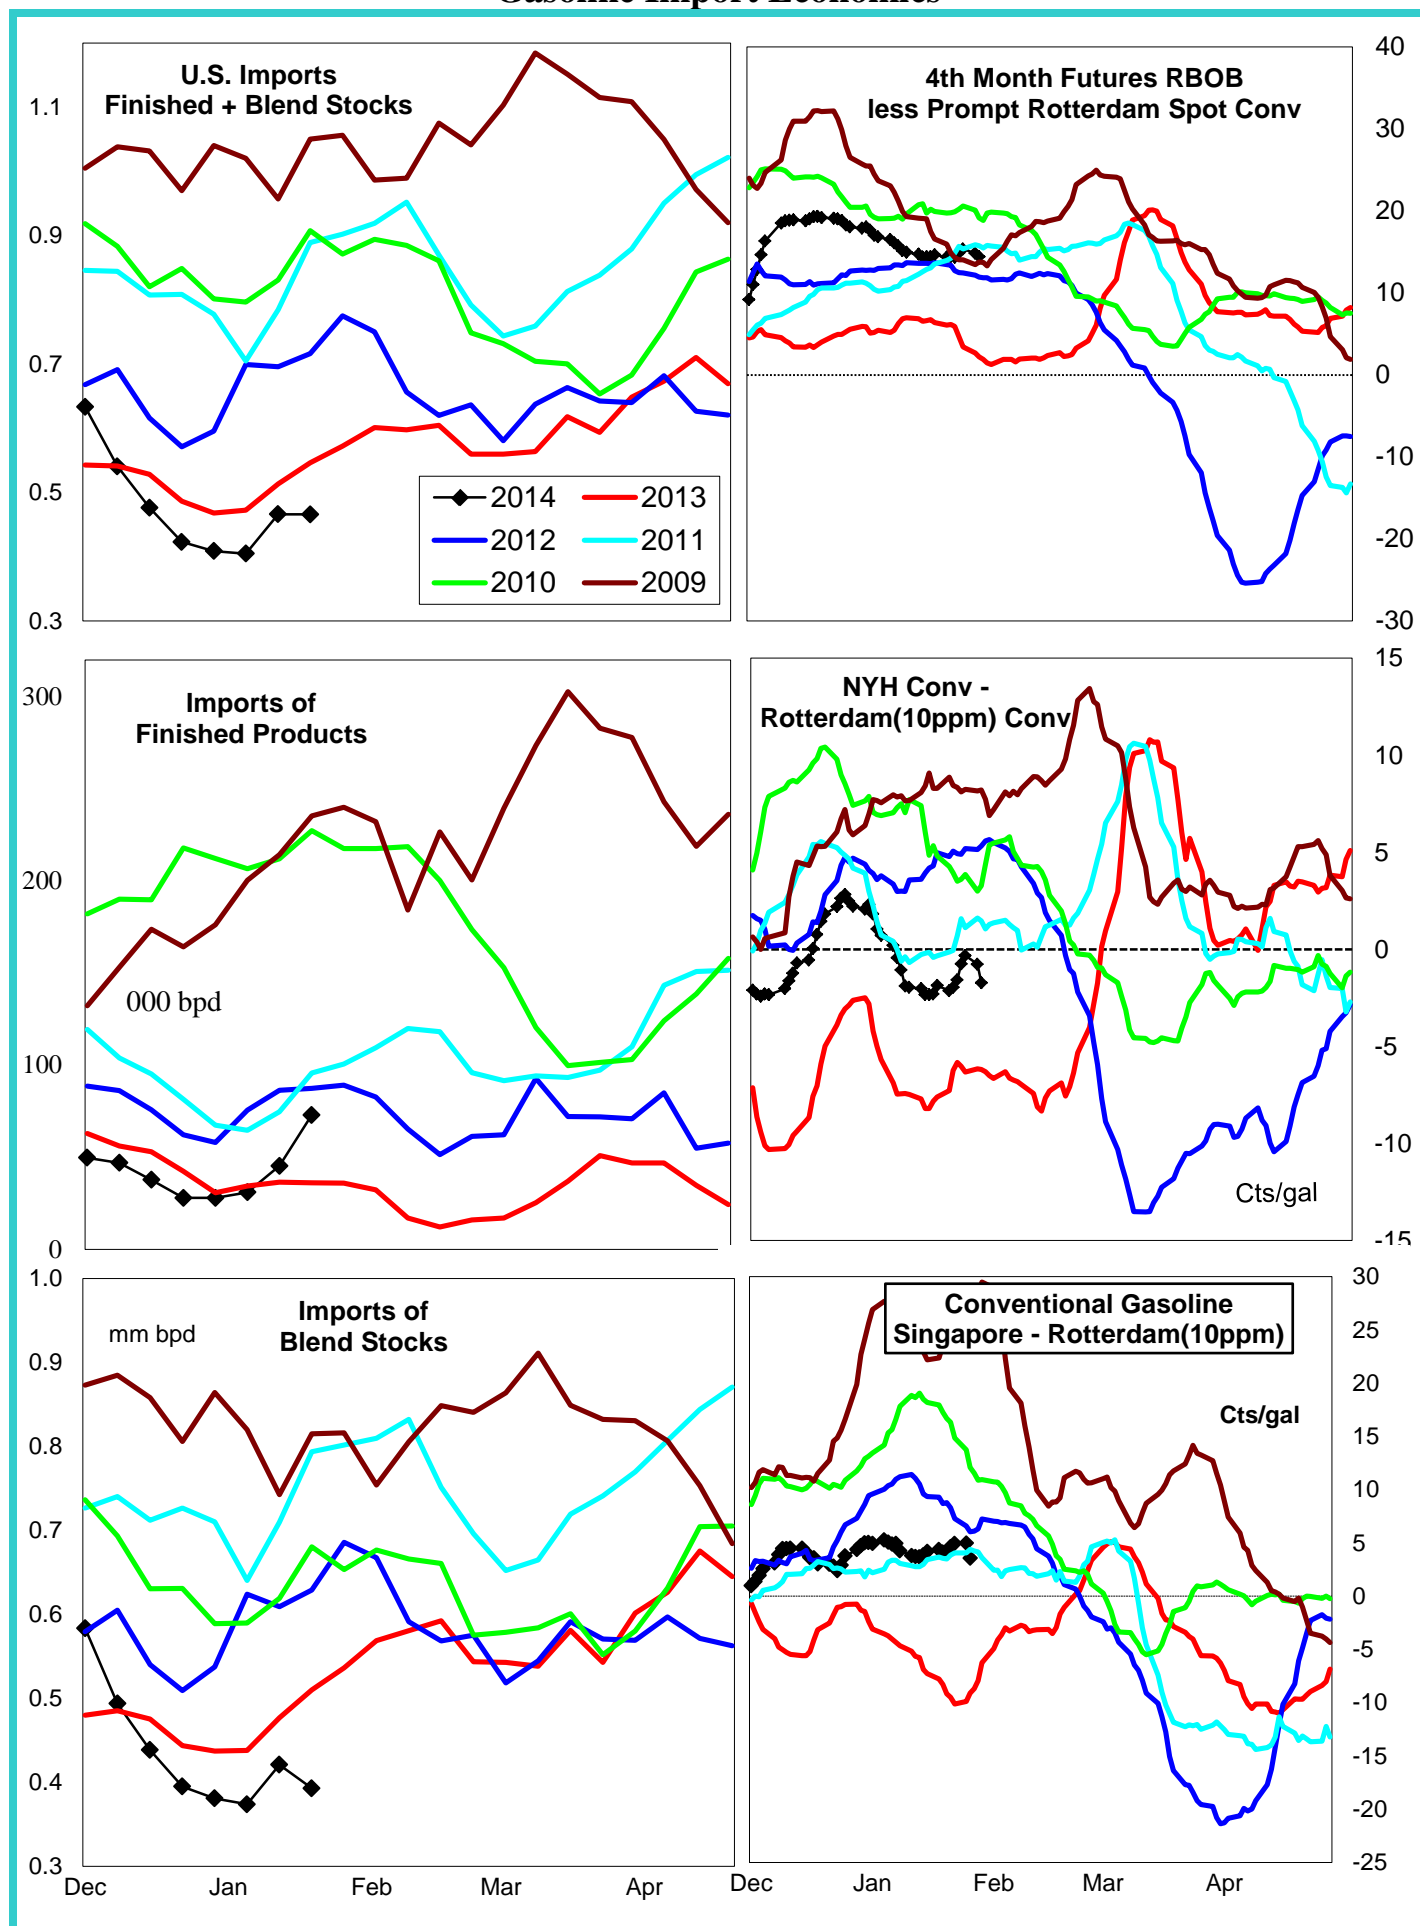 Gasoline Import Economics
U.S. Imports
Finished + Blend Stocks
1.1
0.9
0.7
0.5
0.3
2014 2013
2012 2011
2010 2009
4th Month Futures RBOB
less Prompt Rotterdam Spot Conv
40
30
20
10
0
-10
-20
-30
Imports of
Finished Products
300
200
000 bpd
100
0
NYH Conv -
Rotterdam(10ppm) Conv
15
10
5
0
-5
-10
Cts/gal
-15
Imports of
Blend Stocks
mm bpd
1.0
0.9
0.8
0.7
0.6
0.5
0.4
0.3
Dec Jan Feb Mar Apr
Conventional Gasoline
Singapore - Rotterdam(10ppm)
Cts/gal
30
25
20
15
10
5
0
-5
-10
-15
-20
-25
Dec Jan Feb Mar Apr